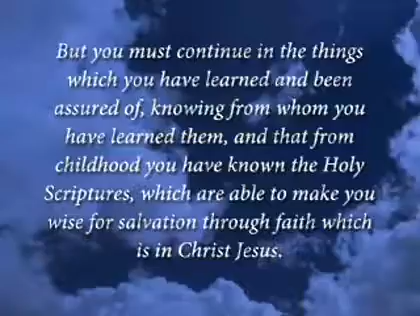 But you must continue in the things
which you have learned and been
assured of, knowing from whom you
have learned them, and that from
childhood you have known the Holy
Scriptures, which are able to make you
wise for salvation through faith which
is in Christ Jesus.